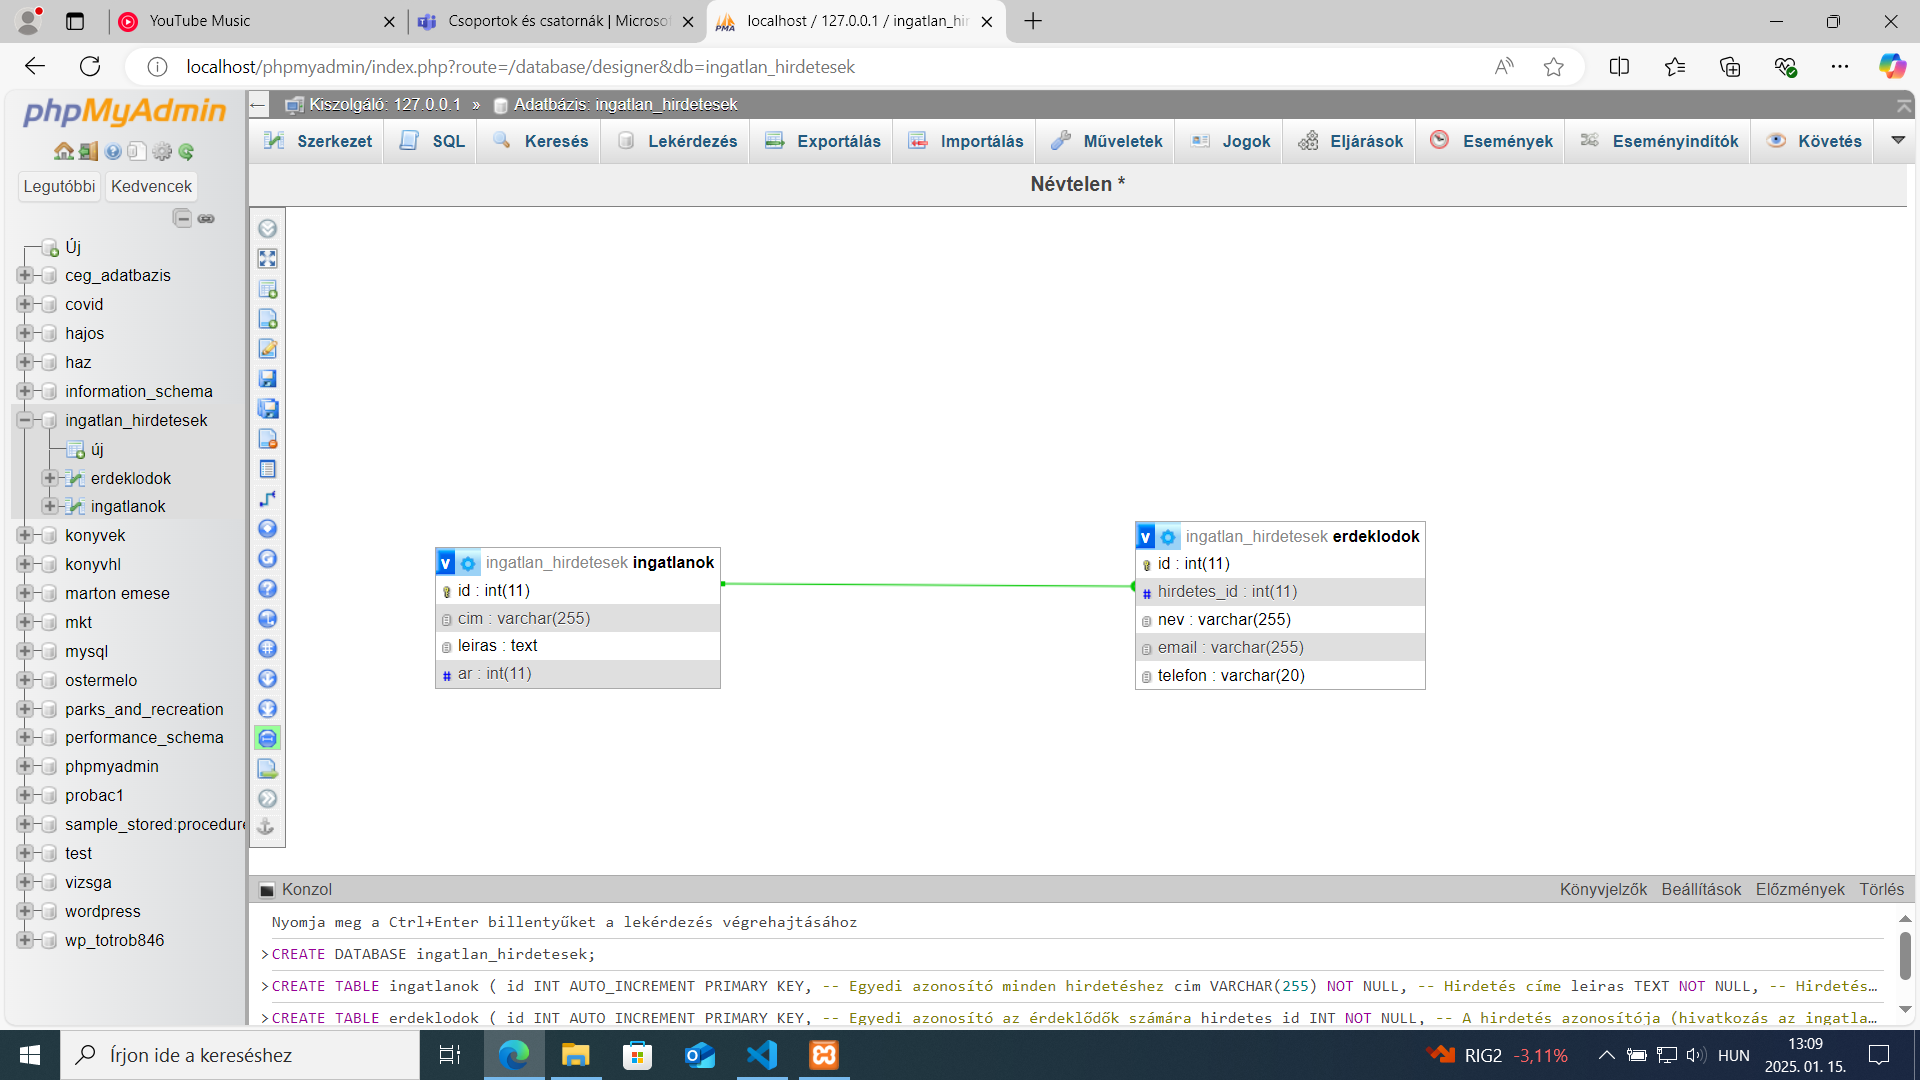 YouTube Music
Csoportok és csatornák | Microso
localhost / 127.0.0.1 / ingatlan_hir
localhost/phpmyadmin/index.php?route=/database/designer&db=ingatlan_hirdetesek
phpMyAdmin
Legutóbbi Kedvencek
Új
ceg_adatbazis
covid
hajos
haz
information_schema
ingatlan_hirdetesek
új
erdeklodok
ingatlanok
konyvek
konyvhl
marton emese
mkt
mysql
ostermelo
parks_and_recreation
performance_schema
phpmyadmin
probac1
sample_stored:procedure
test
vizsga
wordpress
wp_totrob846
Kiszolgáló: 127.0.0.1 » Adatbázis: ingatlan_hirdetesek
Szerkezet SQL Keresés Lekérdezés Exportálás Importálás Műveletek Jogok Eljárások Események Eseményindítók Követés
Névtelen *
v ingatlan_hirdetesek ingatlanok
id : int(11)
cim : varchar(255)
leiras : text
# ar : int(11)
v ingatlan_hirdetesek erdeklodok
id : int(11)
# hirdetes_id : int(11)
nev : varchar(255)
email : varchar(255)
telefon : varchar(20)
Konzol Könyvjelzők Beállítások Előzmények Törlés
Nyomja meg a Ctrl+Enter billentyűket a lekérdezés végrehajtásához
>CREATE DATABASE ingatlan_hirdetesek;
>CREATE TABLE ingatlanok ( id INT AUTO_INCREMENT PRIMARY KEY, -- Egyedi azonosító minden hirdetéshez cim VARCHAR(255) NOT NULL, -- Hirdetés címe leiras TEXT NOT NULL, -- Hirdetés…
>CREATE TABLE erdeklodok ( id INT AUTO_INCREMENT PRIMARY KEY, -- Egyedi azonosító az érdeklődők számára hirdetes_id INT NOT NULL, -- A hirdetés azonosítója (hivatkozás az ingatla…
Írjon ide a kereséshez
RIG2 -3,11%
HUN
13:09
2025. 01. 15.